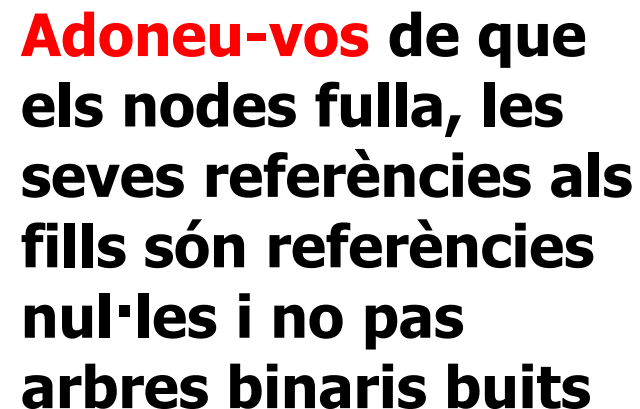 Adoneu-vos de que
els nodes fulla, les
seves referències als
fills són referències
nul·les i no pas
arbres binaris buits